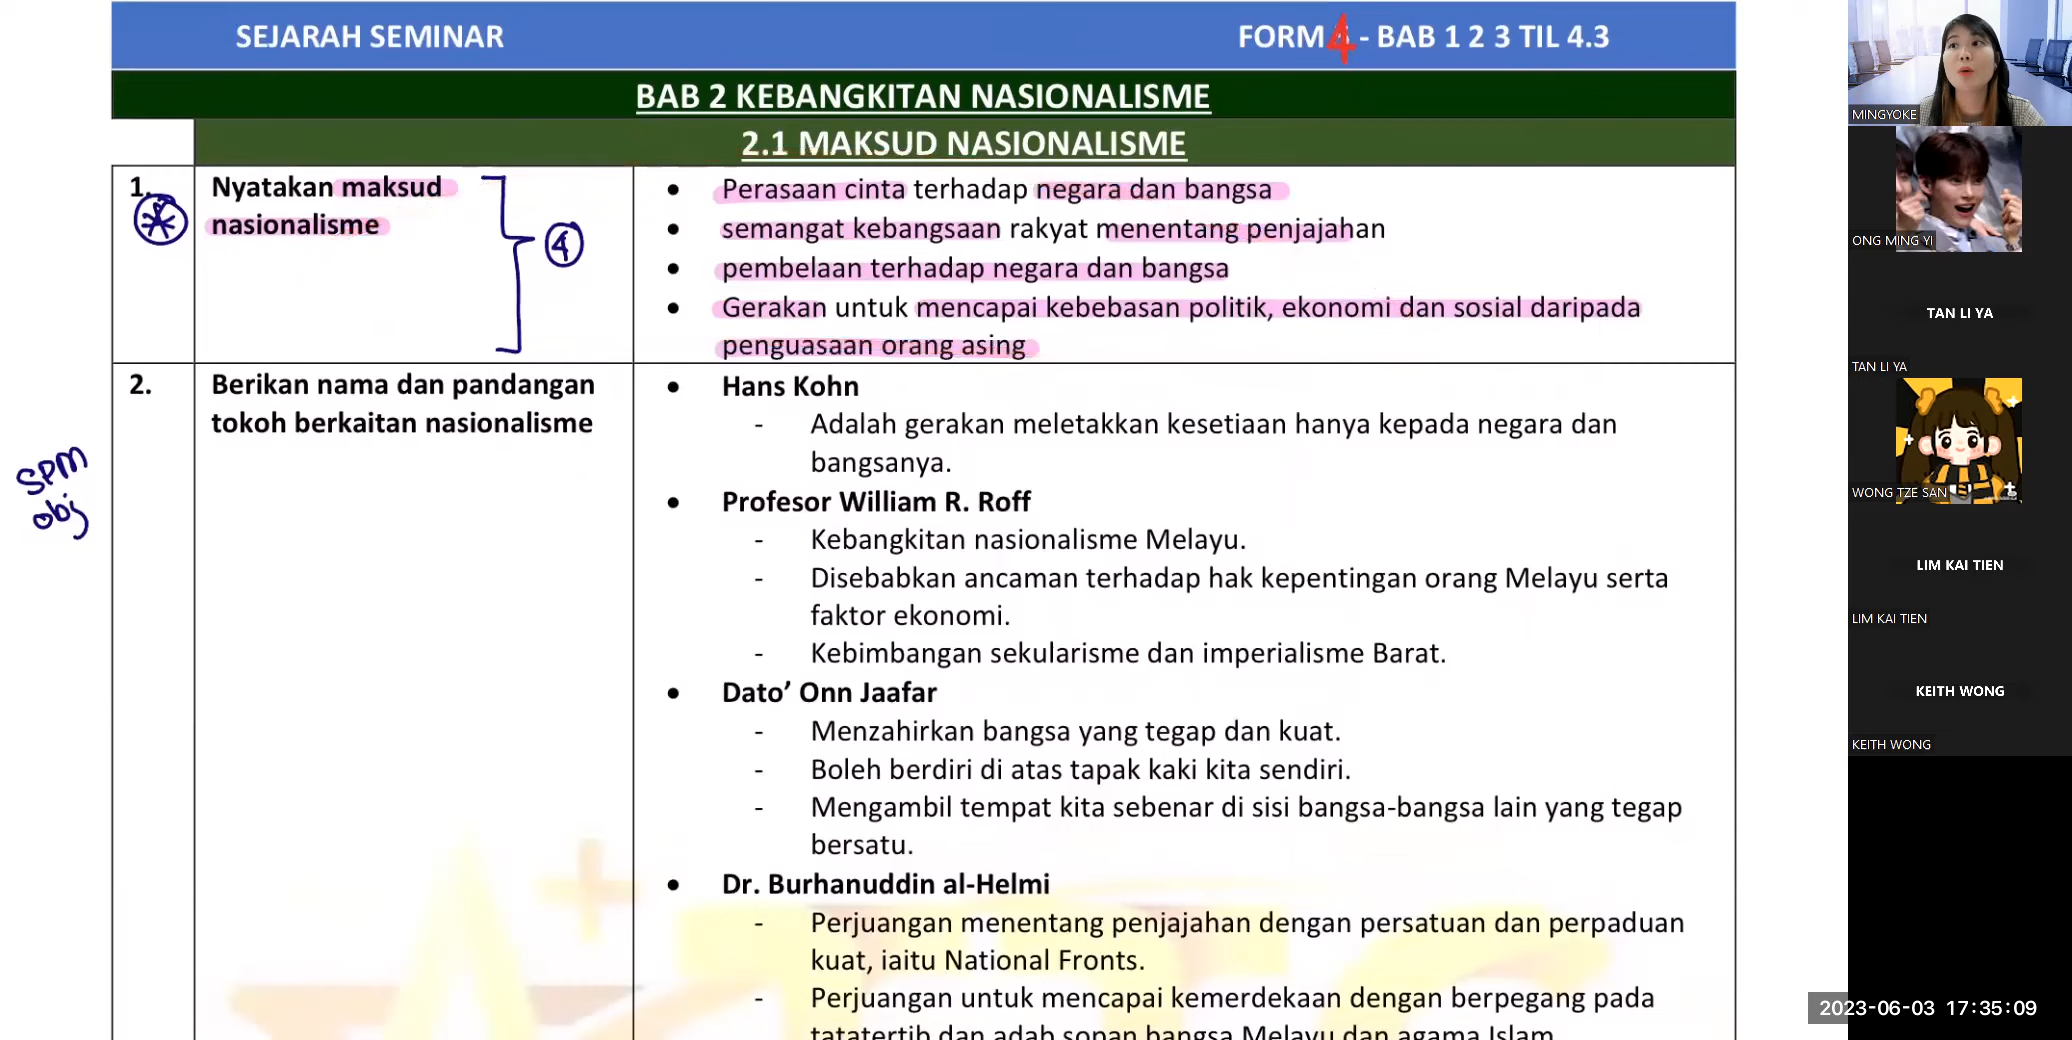 SEJARAH SEMINAR
FORM 4 - BAB 1 2 3 TIL 4.3
BAB 2 KEBANGKITAN NASIONALISME
2.1 MAKSUD NASIONALISME
1.
Nyatakan maksud
nasionalisme
4
• Perasaan cinta terhadap negara dan bangsa
• semangat kebangsaan rakyat menentang penjajahan
• pembelaan terhadap negara dan bangsa
• Gerakan untuk mencapai kebebasan politik, ekonomi dan sosial daripada
penguasaan orang asing
SPM
obj
2.
Berikan nama dan pandangan
tokoh berkaitan nasionalisme
• Hans Kohn
- Adalah gerakan meletakkan kesetiaan hanya kepada negara dan
bangsanya.
• Profesor William R. Roff
- Kebangkitan nasionalisme Melayu.
- Disebabkan ancaman terhadap hak kepentingan orang Melayu serta
faktor ekonomi.
- Kebimbangan sekularisme dan imperialisme Barat.
• Dato’ Onn Jaafar
- Menzahirkan bangsa yang tegap dan kuat.
- Boleh berdiri di atas tapak kaki kita sendiri.
- Mengambil tempat kita sebenar di sisi bangsa-bangsa lain yang tegap
bersatu.
• Dr. Burhanuddin al-Helmi
- Perjuangan menentang penjajahan dengan persatuan dan perpaduan
kuat, iaitu National Fronts.
- Perjuangan untuk mencapai kemerdekaan dengan berpegang pada
tatatertib dan adab sopan bangsa Melayu dan agama Islam
MINGYOKE
ONG MING YI
TAN LI YA
TAN LI YA
WONG TZE SAN
LIM KAI TIEN
LIM KAI TIEN
KEITH WONG
KEITH WONG
2023-06-03 17:35:09